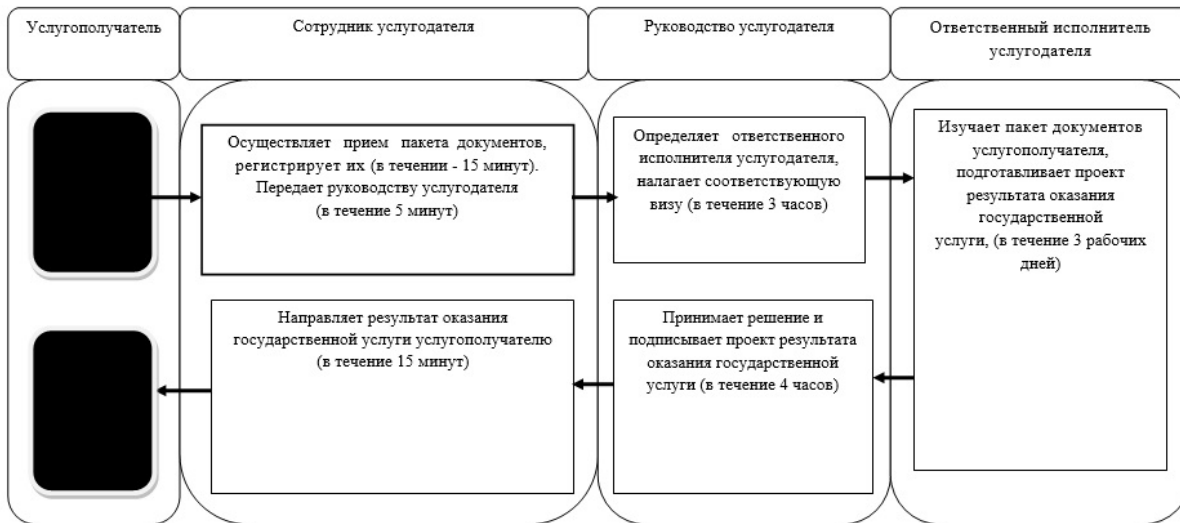 Услугополучатель
Сотрудник услугодателя
Руководство услугодателя
Ответственный исполнитель
услугодателя
Осуществляет прием пакета документов,
регистрирует их (в течении - 15 минут).
Передает руководству услугодателя
(в течение 5 минут)
Определяет ответственного
исполнителя услугодателя,
налагает соответствующую
визу (в течение 3 часов)
Изучает пакет документов
услугополучателя,
подготавливает проект
результата оказания
государственной
услуги, (в течение 3 рабочих
дней)
Направляет результат оказания
государственной услуги услугополучателю
(в течение 15 минут)
Принимает решение и
подписывает проект результата
оказания государственной
услуги (в течение 4 часов)